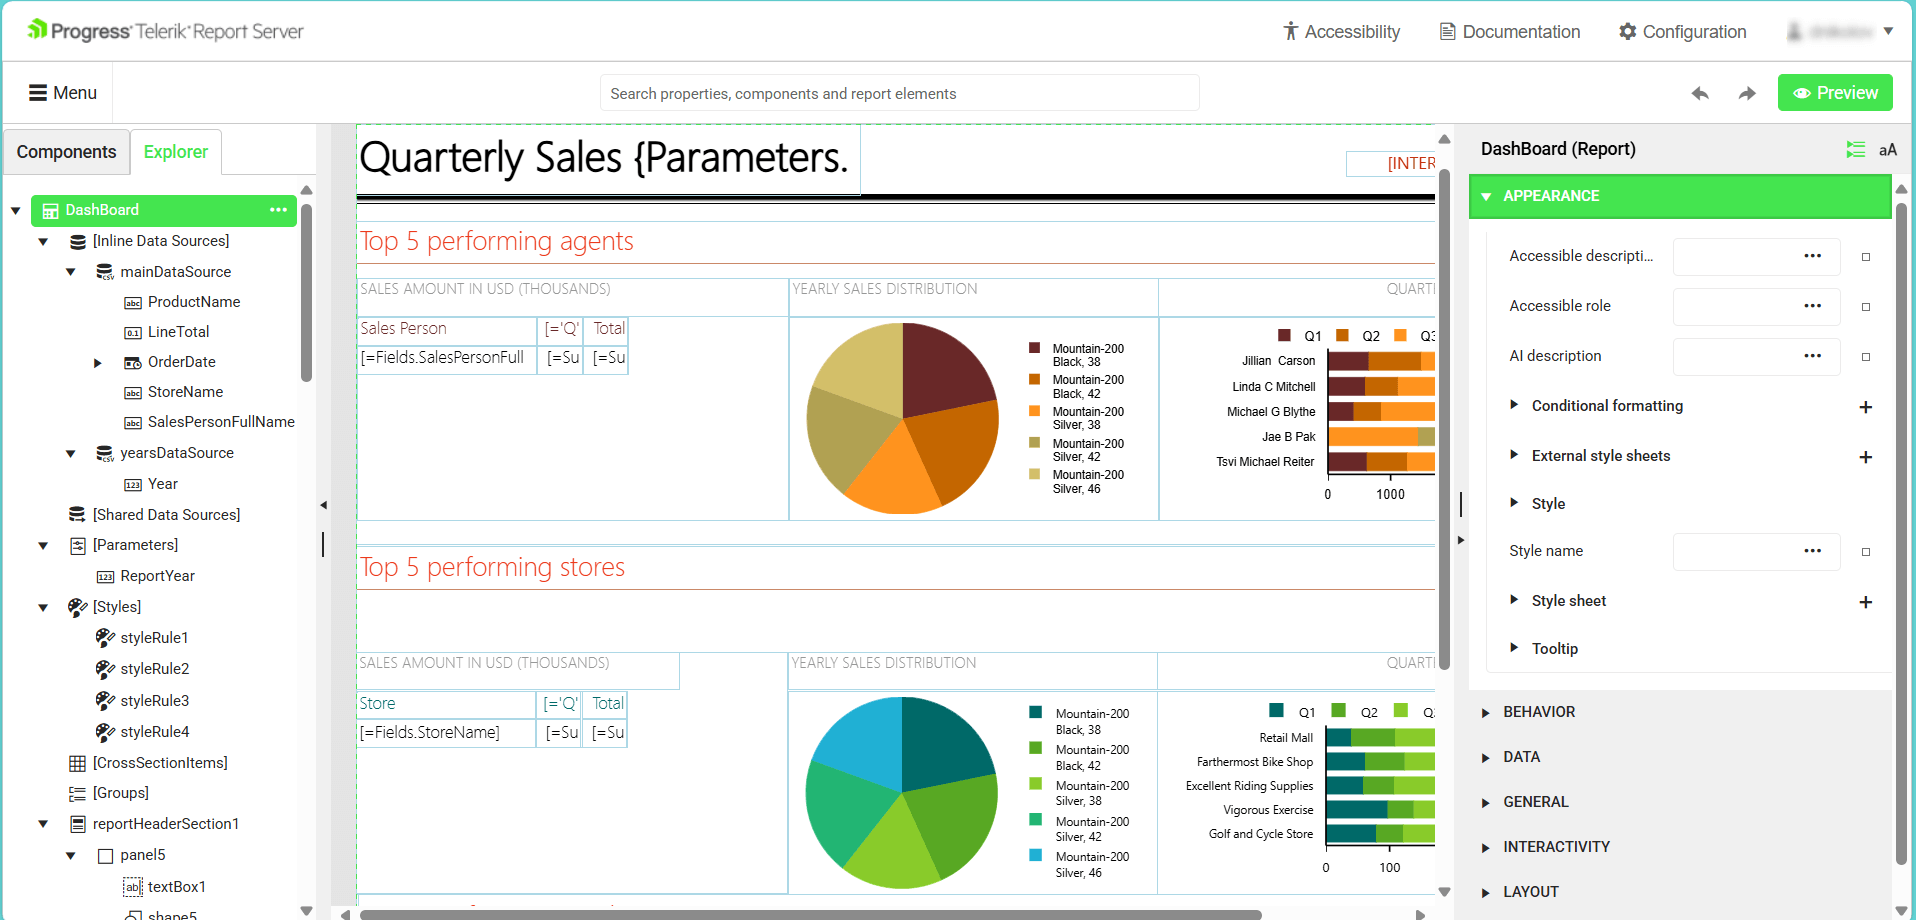 Progress Telerik Report Server
Accessibility
Documentation
Configuration
Menu
Search properties, components and report elements
Preview
Components
Explorer
DashBoard
[Inline Data Sources]
mainDataSource
ProductName
LineTotal
OrderDate
StoreName
SalesPersonFullName
yearsDataSource
Year
[Shared Data Sources]
[Parameters]
ReportYear
[Styles]
styleRule1
styleRule2
styleRule3
styleRule4
[CrossSectionItems]
[Groups]
reportHeaderSection1
panel5
textBox1
shape5
Quarterly Sales {Parameters.
[INTER
Top 5 performing agents
SALES AMOUNT IN USD (THOUSANDS)
Sales Person [='Q' Total
[=Fields.SalesPersonFull [=Su [=Su
YEARLY SALES DISTRIBUTION
Mountain-200
Black, 38
Mountain-200
Black, 42
Mountain-200
Silver, 38
Mountain-200
Silver, 42
Mountain-200
Silver, 46
QUARTI
Q1 Q2 Q3
Jillian Carson
Linda C Mitchell
Michael G Blythe
Jae B Pak
Tsvi Michael Reiter
0 1000
Top 5 performing stores
SALES AMOUNT IN USD (THOUSANDS)
Store [='Q' Total
[=Fields.StoreName] [=Su [=Su
YEARLY SALES DISTRIBUTION
Mountain-200
Black, 38
Mountain-200
Black, 42
Mountain-200
Silver, 38
Mountain-200
Silver, 42
Mountain-200
Silver, 46
QUARTI
Q1 Q2 Q:
Retail Mall
Farthermost Bike Shop
Excellent Riding Supplies
Vigorous Exercise
Golf and Cycle Store
0 100
DashBoard (Report)
aA
APPEARANCE
Accessible descripti...
Accessible role
AI description
Conditional formatting
External style sheets
Style
Style name
Style sheet
Tooltip
BEHAVIOR
DATA
GENERAL
INTERACTIVITY
LAYOUT